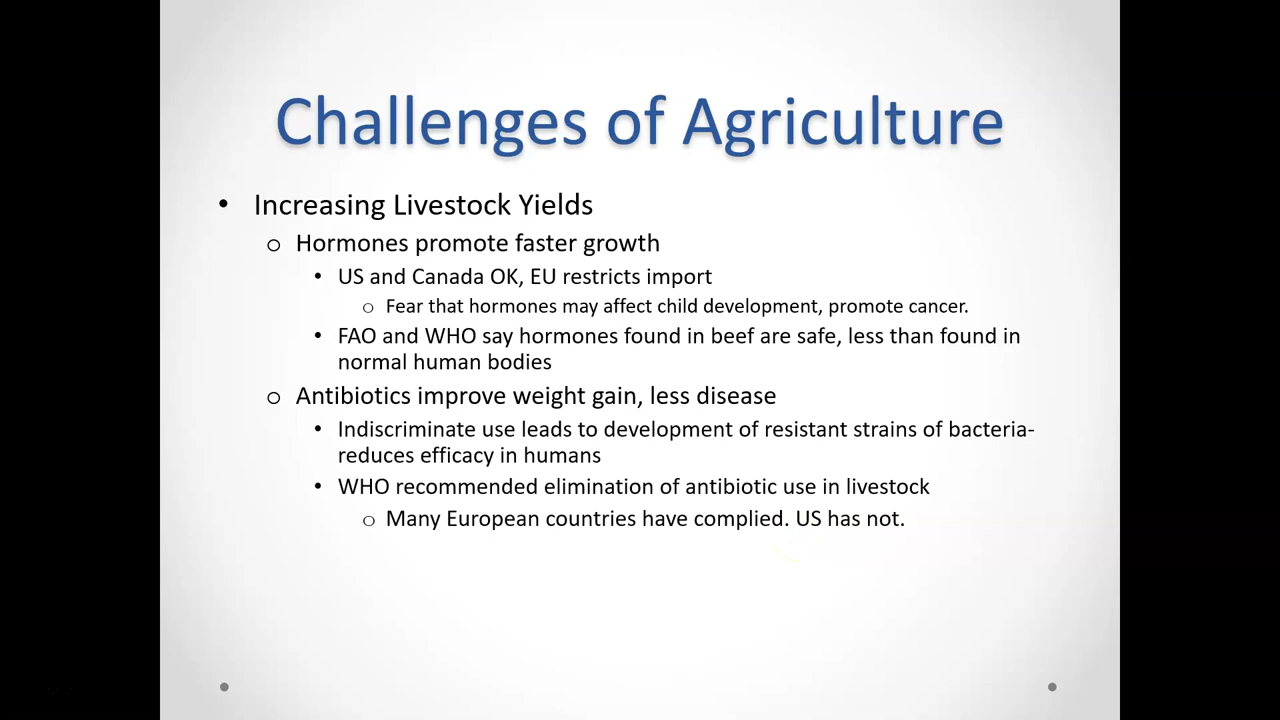 Challenges of Agriculture
• Increasing Livestock Yields
o Hormones promote faster growth
• US and Canada OK, EU restricts import
o Fear that hormones may affect child development, promote cancer.
• FAO and WHO say hormones found in beef are safe, less than found in
normal human bodies
o Antibiotics improve weight gain, less disease
• Indiscriminate use leads to development of resistant strains of bacteria-
reduces efficacy in humans
• WHO recommended elimination of antibiotic use in livestock
o Many European countries have complied. US has not.